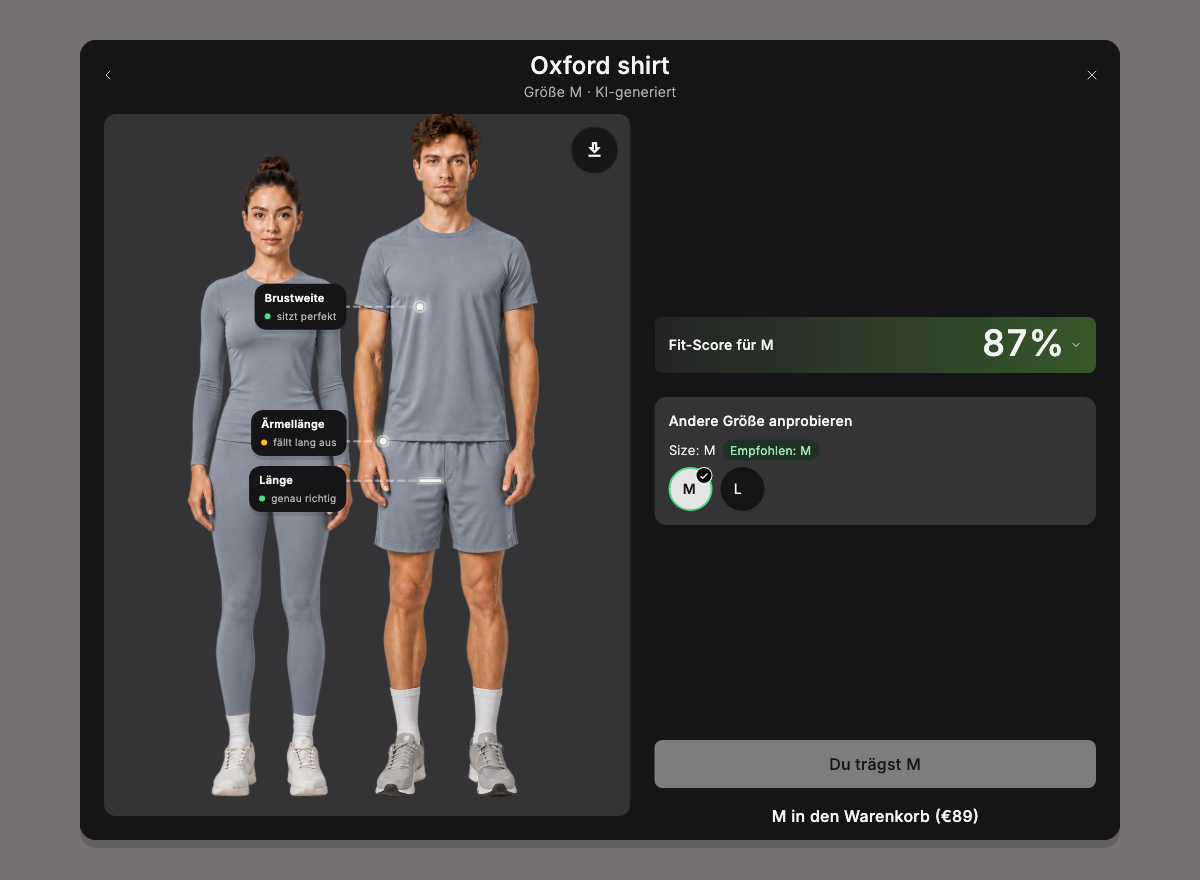 Oxford shirt
Größe M · KI-generiert
Brustweite
sitzt perfekt
Ärmellänge
fällt lang aus
Länge
genau richtig
Fit-Score für M
87%
Andere Größe anprobieren
Size: M Empfohlen: M
M L
Du trägst M
M in den Warenkorb (€89)